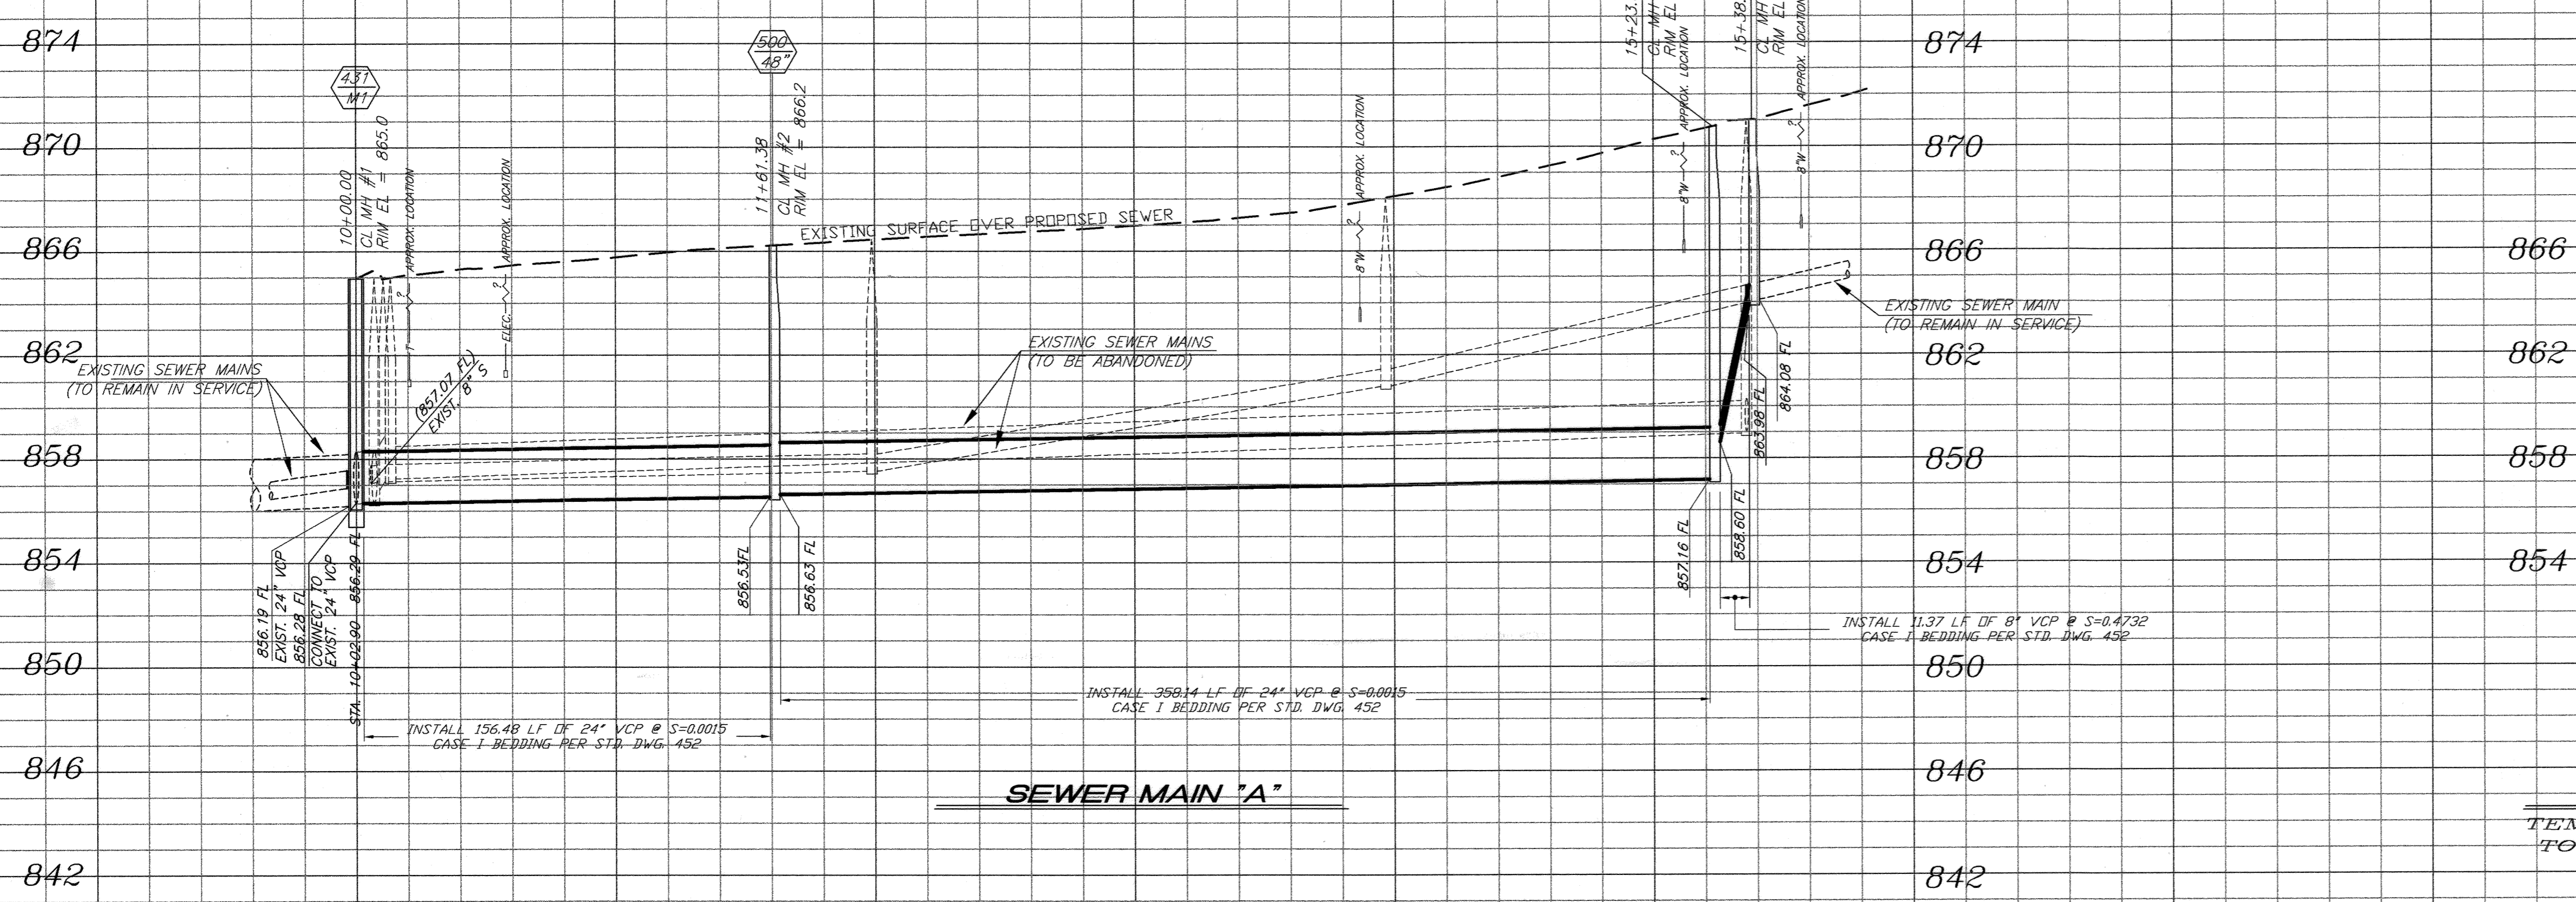 874
870
866
862
858
854
850
846
842
431
M1
10+00.00
CL MH #1
RIM EL = 865.0
APPROX. LOCATION
T
?
APPROX. LOCATION
ELEC.
?
500
48"
11+61.38
CL MH #2
RIM EL = 866.2
EXISTING SURFACE OVER PROPOSED SEWER
APPROX. LOCATION
8"W
?
15+23.
CL MH
RIM EL
APPROX. LOCATION
8"W
?
15+38.
CL MH
RIM EL
APPROX. LOCATION
8"W
?
EXISTING SEWER MAINS
(TO REMAIN IN SERVICE)
(857.07 FL)
EXIST. 8" S
EXISTING SEWER MAINS
(TO BE ABANDONED)
EXISTING SEWER MAIN
(TO REMAIN IN SERVICE)
856.19 FL
EXIST. 24" VCP
856.28 FL
CONNECT TO
EXIST. 24" VCP
STA. 10+02.90 856.29 FL
856.53FL
856.63 FL
857.16 FL
858.60 FL
863.98 FL
864.08 FL
INSTALL 11.37 LF OF 8" VCP @ S=0.4732
CASE I BEDDING PER STD. DWG. 452
INSTALL 358.14 LF OF 24" VCP @ S=0.0015
CASE I BEDDING PER STD. DWG. 452
INSTALL 156.48 LF OF 24" VCP @ S=0.0015
CASE I BEDDING PER STD. DWG. 452
SEWER MAIN "A"
874
870
866
862
858
854
850
846
842
866
862
858
854
TEM
TO